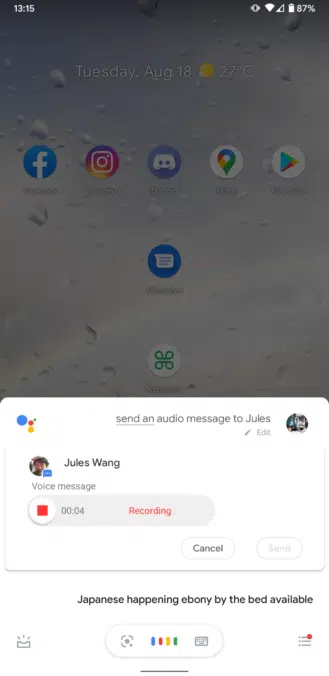 13:15
87%
Tuesday, Aug 18 27°C
Facebook Instagram Discord Maps Play Store
Messages
send an audio message to Jules
Edit
Jules Wang
Voice message
00:04 Recording
Cancel Send
Japanese happening ebony by the bed available